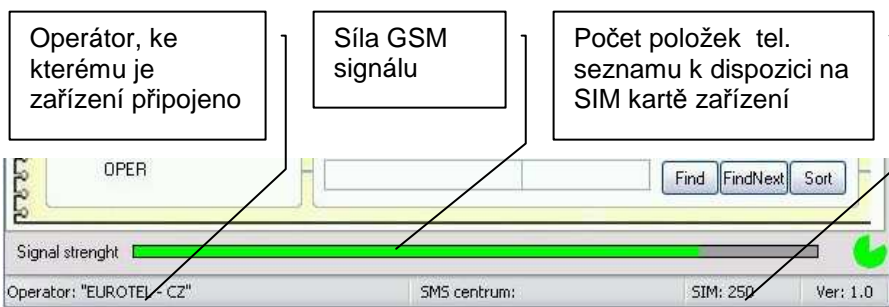 Operátor, ke
kterému je
zařízení připojeno
Síla GSM
signálu
Počet položek tel.
seznamu k dispozici na
SIM kartě zařízení
OPER
Find FindNext Sort
Signal strenght
Operator: "EUROTEL - CZ" SMS centrum: SIM: 250 Ver: 1.0